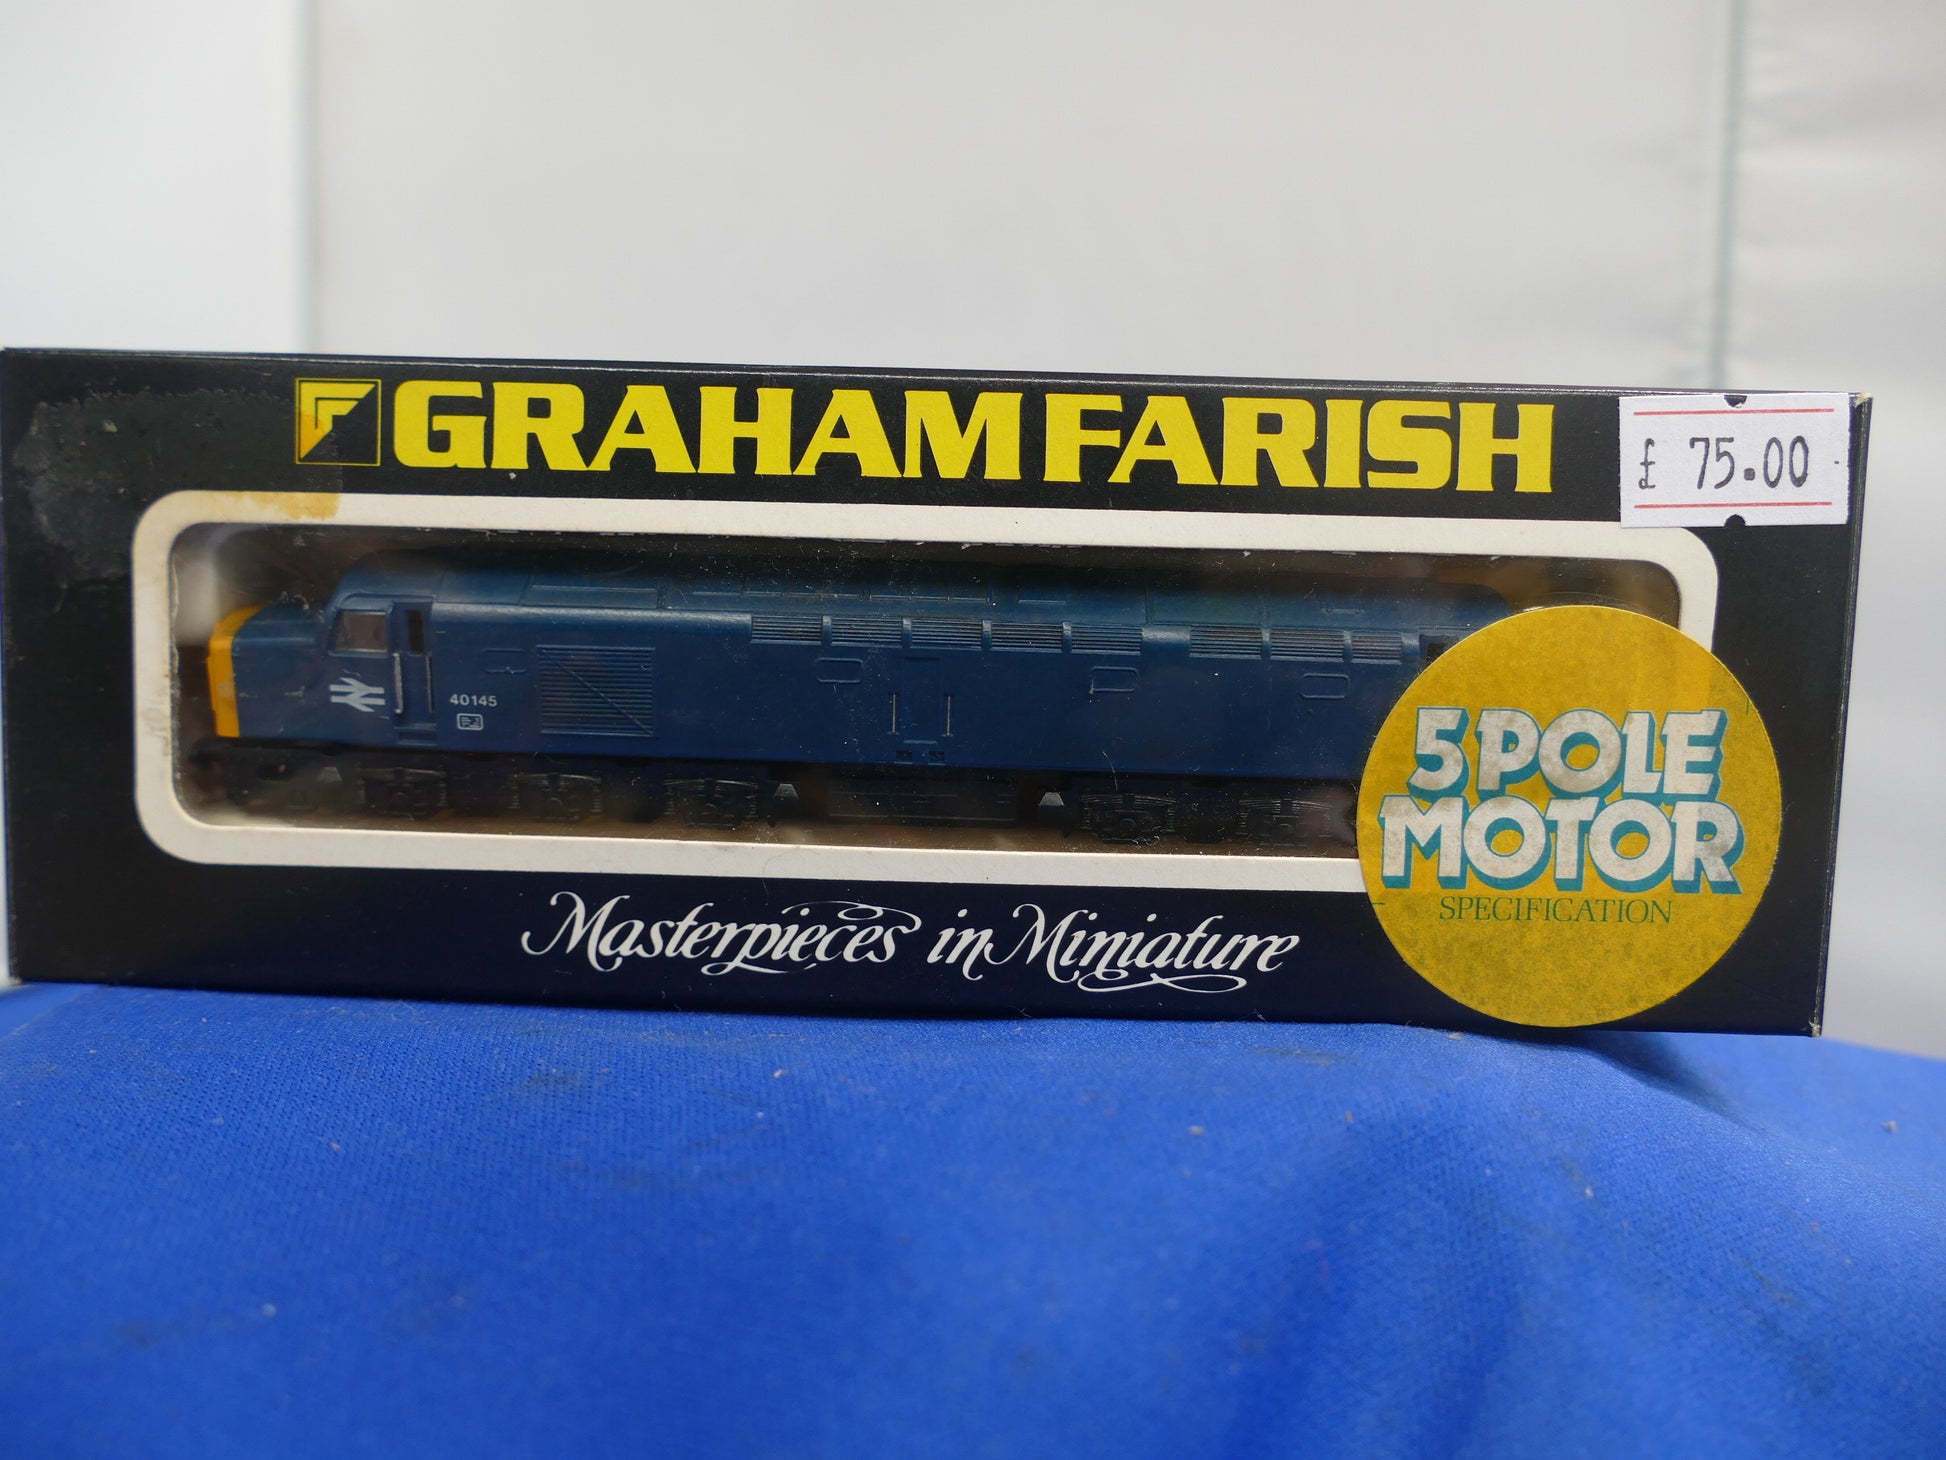 GRAHAM FARISH
£ 75.00
40145
5 POLE
MOTOR
SPECIFICATION
Masterpieces in Miniature